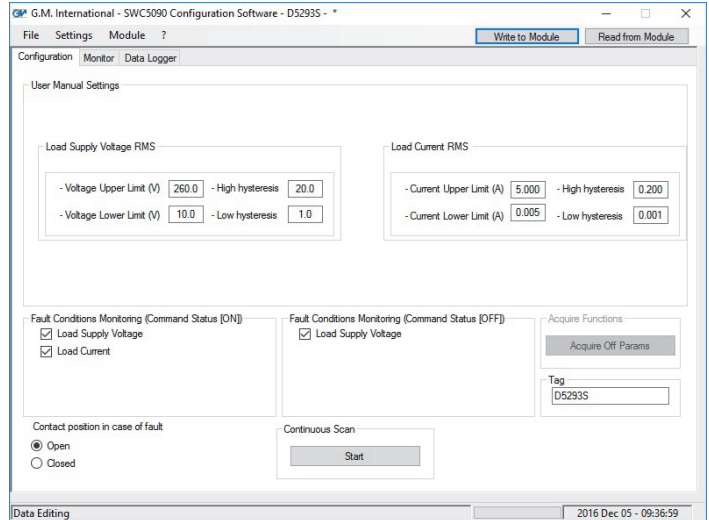 G.M. International - SWC5090 Configuration Software - D5293S - *
File Settings Module ? Write to Module Read from Module
Configuration Monitor Data Logger
User Manual Settings
Load Supply Voltage RMS
- Voltage Upper Limit (V) 260.0 - High hysteresis 20.0
- Voltage Lower Limit (V) 10.0 - Low hysteresis 1.0
Load Current RMS
- Current Upper Limit (A) 5.000 - High hysteresis 0.200
- Current Lower Limit (A) 0.005 - Low hysteresis 0.001
Fault Conditions Monitoring (Command Status [ON])
Load Supply Voltage
Load Current
Fault Conditions Monitoring (Command Status [OFF])
Load Supply Voltage
Acquire Functions
Acquire Off Params
Tag
D5293S
Contact position in case of fault
Open
Closed
Continuous Scan
Start
Data Editing 2016 Dec 05 - 09:36:59